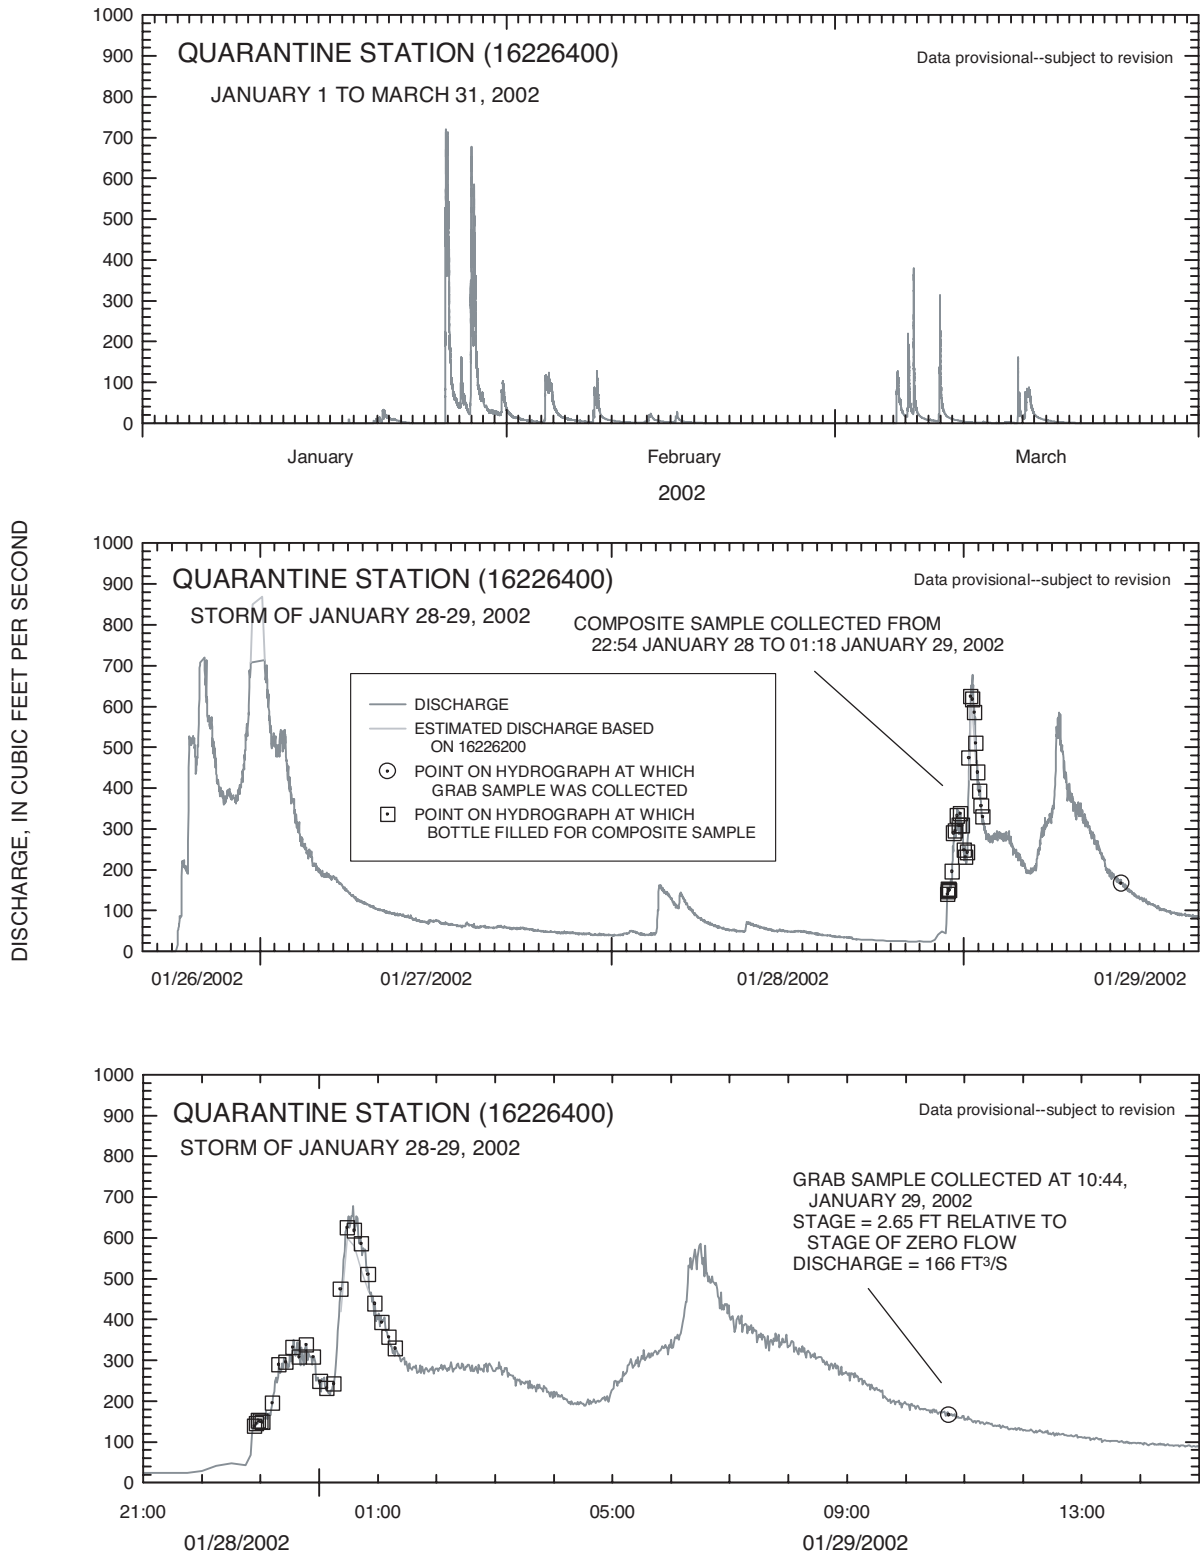 DISCHARGE, IN CUBIC FEET PER SECOND
1000
900
800
700
600
500
400
300
200
100
0
QUARANTINE STATION (16226400)
Data provisional--subject to revision
JANUARY 1 TO MARCH 31, 2002
January
February
March
2002
1000
900
800
700
600
500
400
300
200
100
0
QUARANTINE STATION (16226400)
Data provisional--subject to revision
STORM OF JANUARY 28-29, 2002
COMPOSITE SAMPLE COLLECTED FROM
22:54 JANUARY 28 TO 01:18 JANUARY 29, 2002
DISCHARGE
ESTIMATED DISCHARGE BASED
ON 16226200
POINT ON HYDROGRAPH AT WHICH
GRAB SAMPLE WAS COLLECTED
POINT ON HYDROGRAPH AT WHICH
BOTTLE FILLED FOR COMPOSITE SAMPLE
01/26/2002
01/27/2002
01/28/2002
01/29/2002
1000
900
800
700
600
500
400
300
200
100
0
QUARANTINE STATION (16226400)
Data provisional--subject to revision
STORM OF JANUARY 28-29, 2002
GRAB SAMPLE COLLECTED AT 10:44,
JANUARY 29, 2002
STAGE = 2.65 FT RELATIVE TO
STAGE OF ZERO FLOW
DISCHARGE = 166 FT³/S
21:00
01:00
05:00
09:00
13:00
01/28/2002
01/29/2002